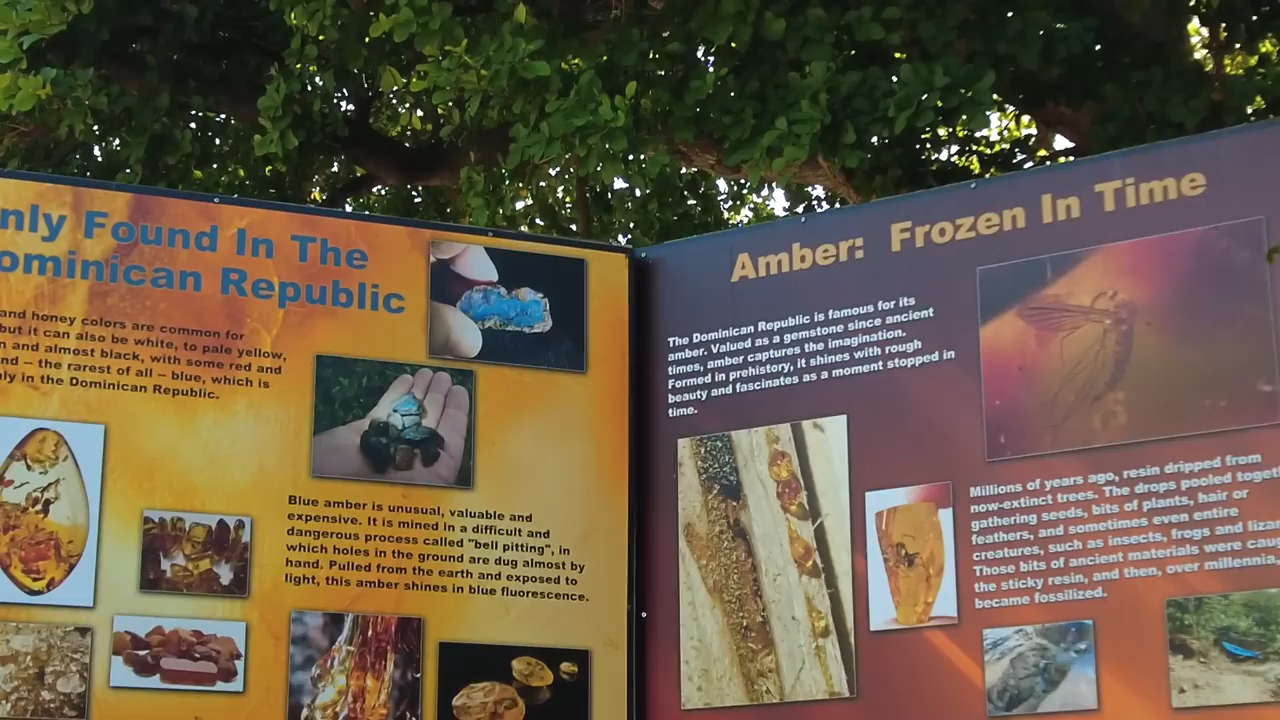 Found In The
Dominican Republic
and honey colors are common for
but it can also be white, to pale yellow,
and almost black, with some red and
– the rarest of all – blue, which is
in the Dominican Republic.
Blue amber is unusual, valuable and
expensive. It is mined in a difficult and
dangerous process called "bell pitting", in
which holes in the ground are dug almost by
hand. Pulled from the earth and exposed to
light, this amber shines in blue fluorescence.
Amber: Frozen In Time
The Dominican Republic is famous for its
amber. Valued as a gemstone since ancient
times, amber captures the imagination.
Formed in prehistory, it shines with rough
beauty and fascinates as a moment stopped in
time.
Millions of years ago, resin dripped from
now-extinct trees. The drops pooled
gathering seeds, bits of plants, hair or
feathers, and sometimes even entire
creatures, such as insects, frogs and
Those bits of ancient materials were
the sticky resin, and then, over millennia,
became fossilized.